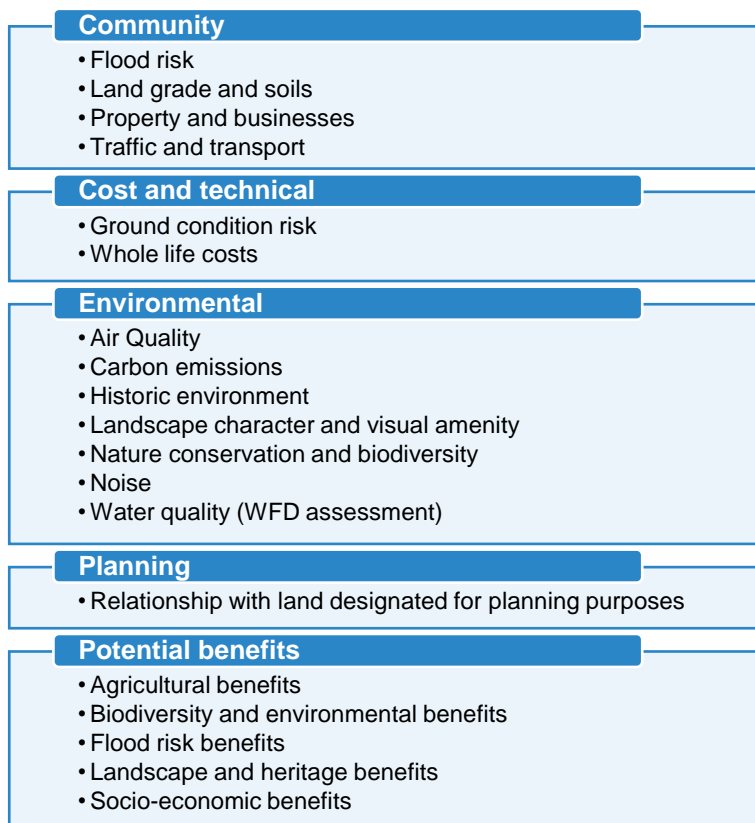 Community
• Flood risk
• Land grade and soils
• Property and businesses
• Traffic and transport
Cost and technical
• Ground condition risk
• Whole life costs
Environmental
• Air Quality
• Carbon emissions
• Historic environment
• Landscape character and visual amenity
• Nature conservation and biodiversity
• Noise
• Water quality (WFD assessment)
Planning
• Relationship with land designated for planning purposes
Potential benefits
• Agricultural benefits
• Biodiversity and environmental benefits
• Flood risk benefits
• Landscape and heritage benefits
• Socio-economic benefits